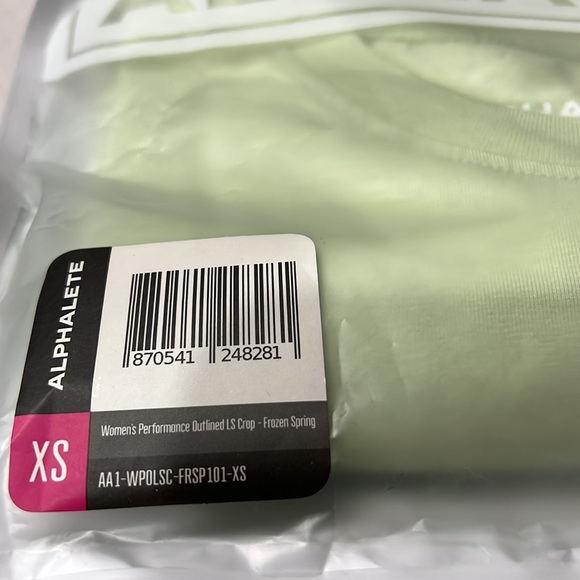 ALPHALETE
870541 248281
Women's Performance Outlined LS Crop - Frozen Spring
XS
AA1-WPOLSC-FRSP101-XS